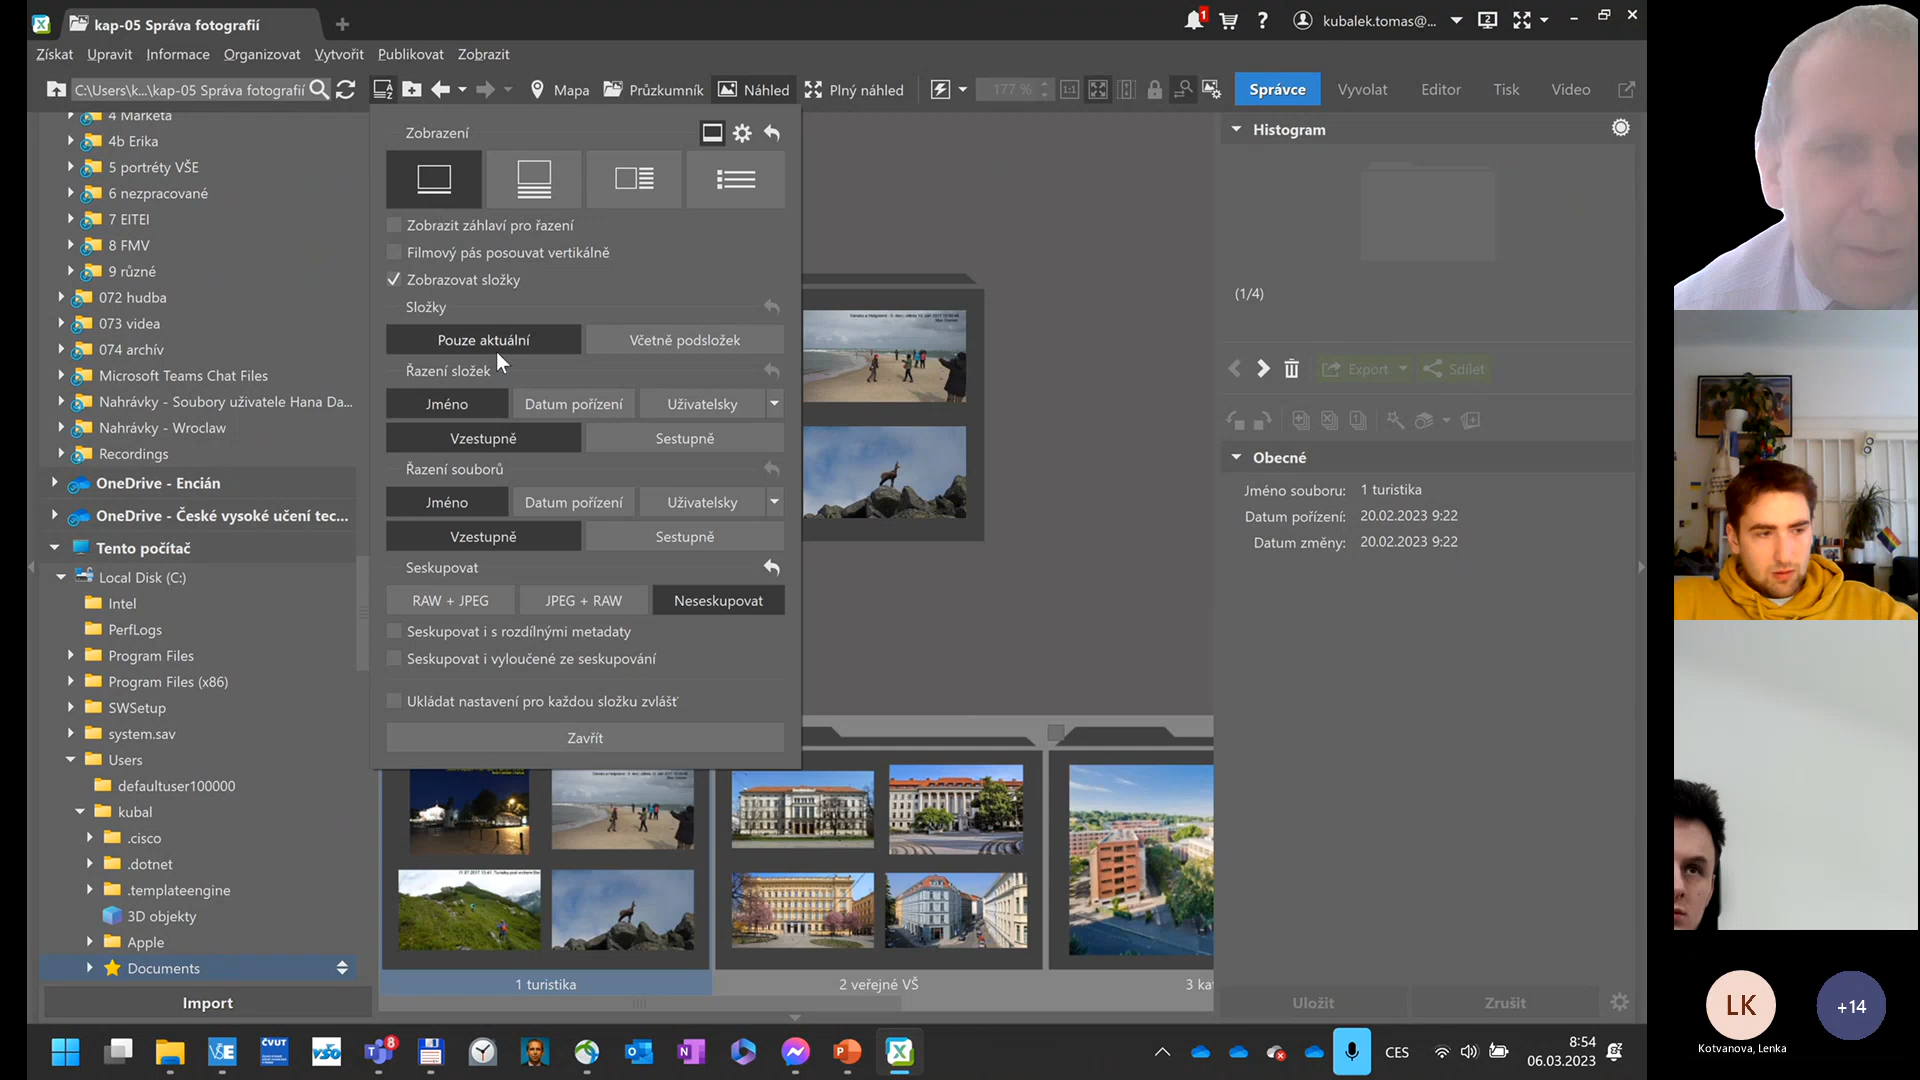 kap-05 Správa fotografií
1
kubalek.tomas@...
Získat Upravit Informace Organizovat Vytvořit Publikovat Zobrazit
C:\Users\k...\kap-05 Správa fotografií
Mapa Průzkumník Náhled Plný náhled
177 %
1:1
Správce Vyvolat Editor Tisk Video
4 Markéta
4b Erika
5 portréty VŠE
6 nezpracované
7 EITEI
8 FMV
9 různé
072 hudba
073 videa
074 archív
Microsoft Teams Chat Files
Nahrávky - Soubory uživatele Hana Da...
Nahrávky - Wroclaw
Recordings
OneDrive - Encián
OneDrive - České vysoké učení tec...
Tento počítač
Local Disk (C:)
Intel
PerfLogs
Program Files
Program Files (x86)
SWSetup
system.sav
Users
defaultuser100000
kubal
.cisco
.dotnet
.templateengine
3D objekty
Apple
Documents
Import
Zobrazení
Zobrazit záhlaví pro řazení
Filmový pás posouvat vertikálně
Zobrazovat složky
Složky
Pouze aktuální Včetně podsložek
Řazení složek
Jméno Datum pořízení Uživatelsky
Vzestupně Sestupně
Řazení souborů
Jméno Datum pořízení Uživatelsky
Vzestupně Sestupně
Seskupovat
RAW + JPEG JPEG + RAW Neseskupovat
Seskupovat i s rozdílnými metadaty
Seskupovat i vyloučené ze seskupování
Ukládat nastavení pro každou složku zvlášť
Zavřít
1 turistika
2 veřejné VŠ
3 ka
Histogram
(1/4)
Export Sdílet
Obecné
Jméno souboru: 1 turistika
Datum pořízení: 20.02.2023 9:22
Datum změny: 20.02.2023 9:22
Uložit Zrušit
LK
+14
Kotvanova, Lenka
8
CES
8:54
06.03.2023